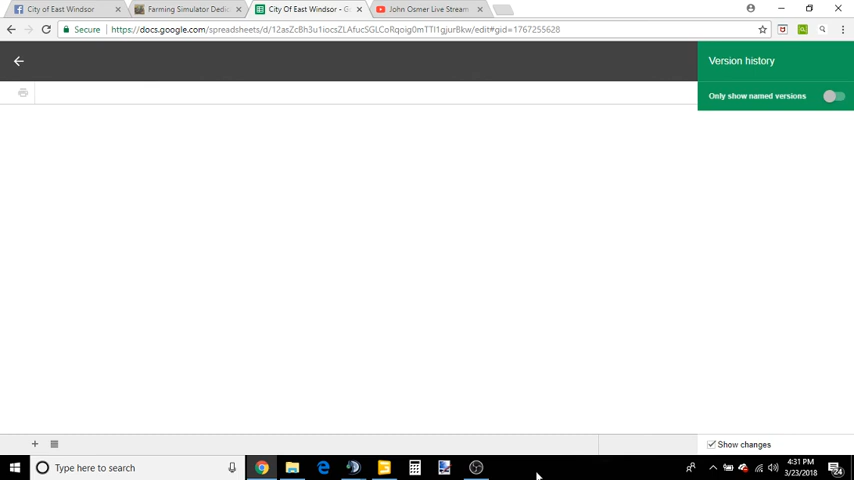 City of East Windsor
Farming Simulator Dedic
City Of East Windsor - G
John Osmer Live Stream
Secure
https://docs.google.com/spreadsheets/d/12asZcBh3u1iocsZLAfucSGLCoRqoig0mTTl1gjur8kw/edit#gid=1767255628
Version history
Only show named versions
Show changes
Type here to search
4:31 PM
3/23/2018
24